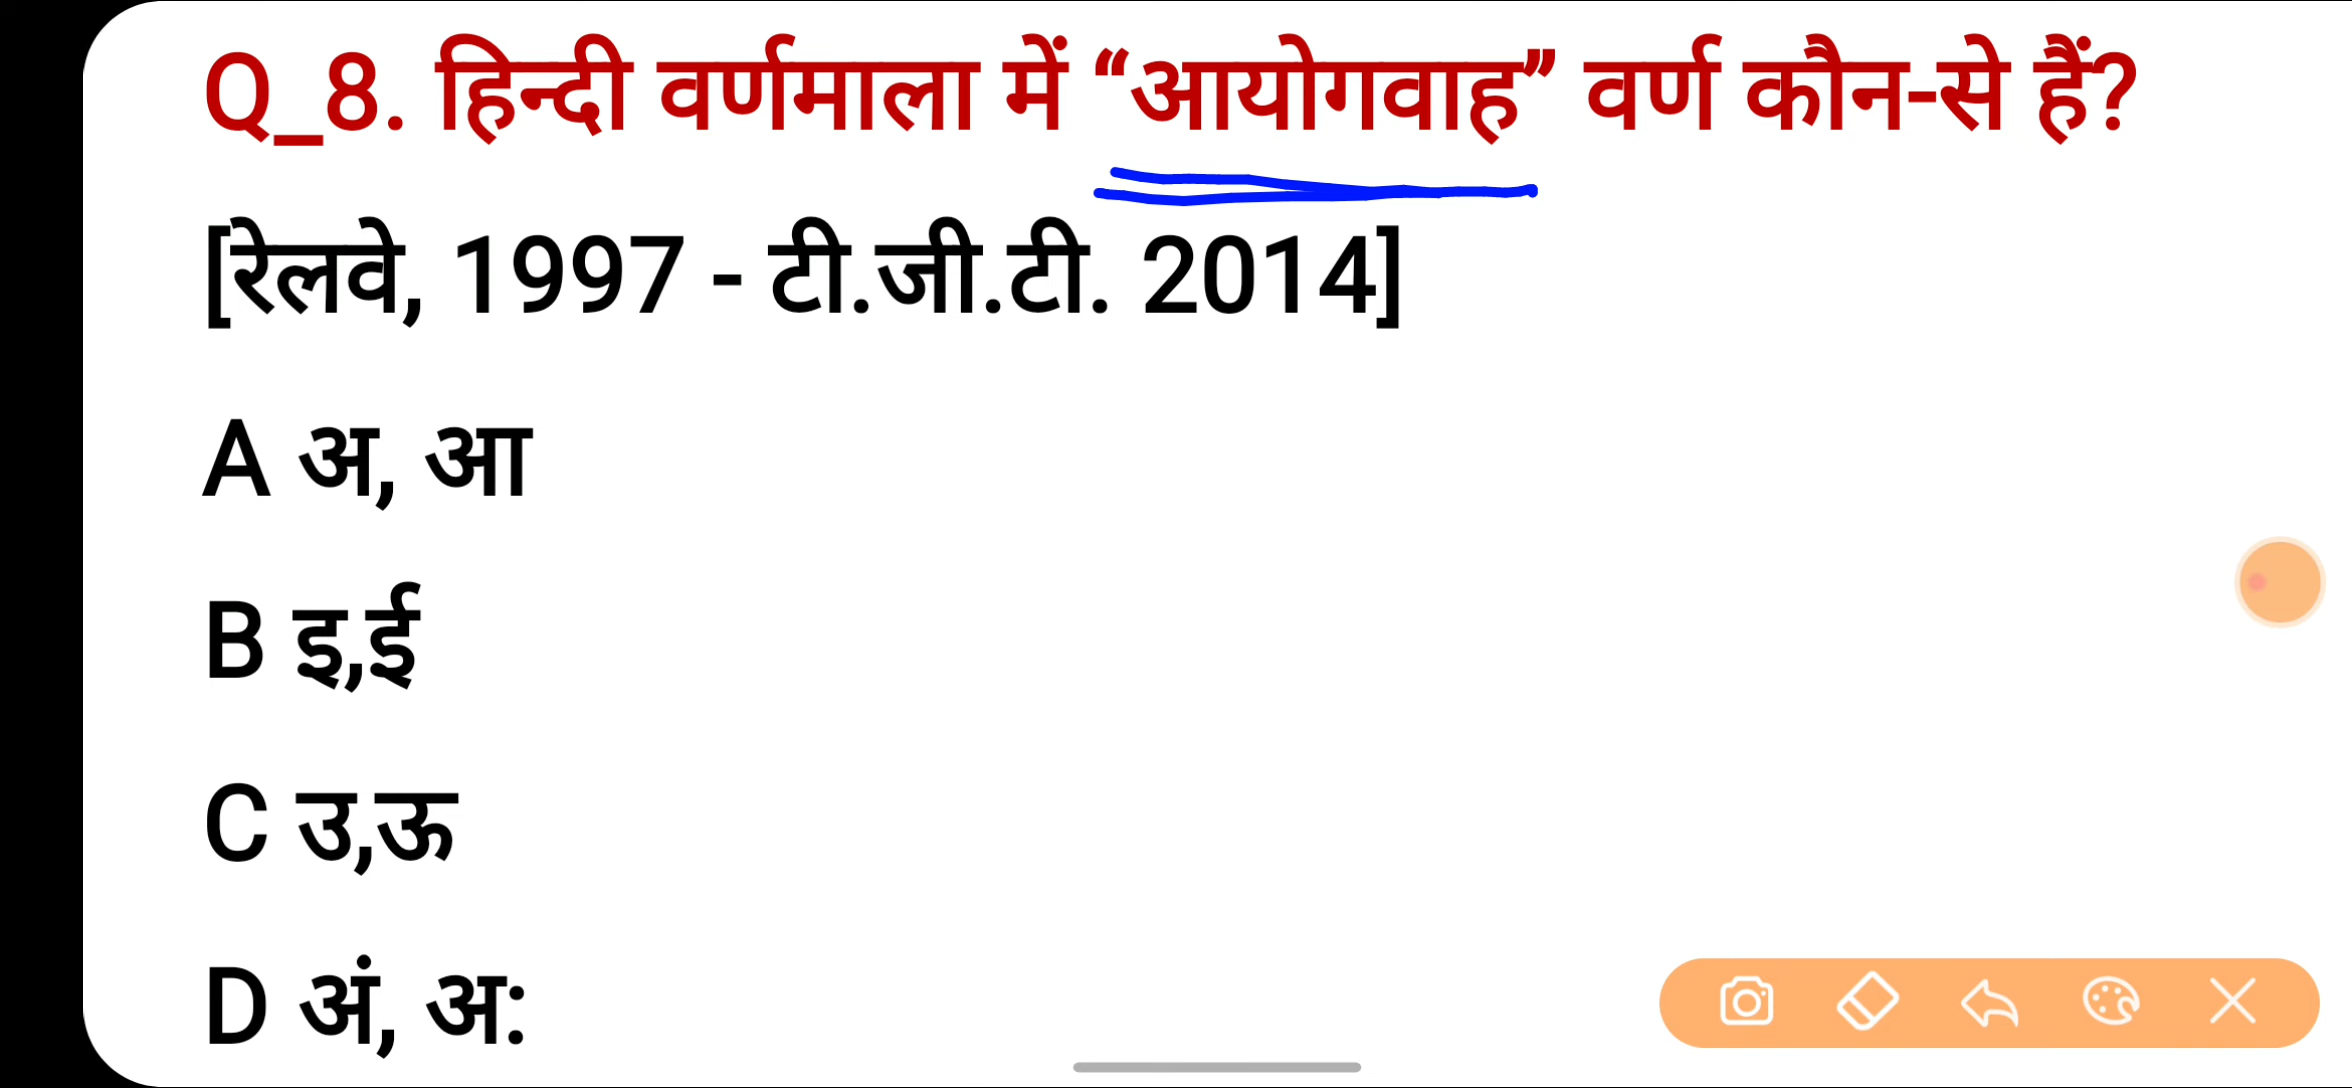 Q_8. हिन्दी वर्णमाला में “आयोगवाह” वर्ण कौन-से हैं?
[रेलवे, 1997 - टी.जी.टी. 2014]
A अ, आ
B इ,ई
C उ,ऊ
D अं, अ: